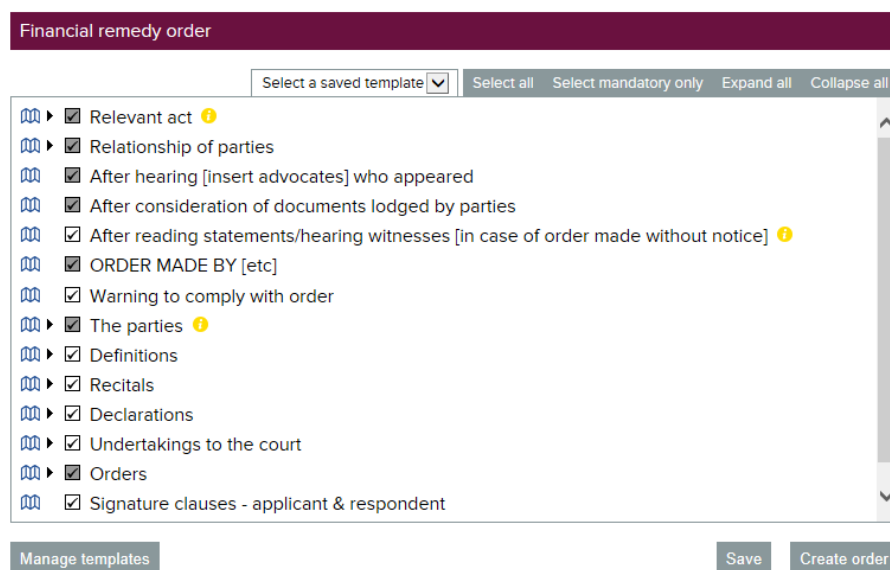 Financial remedy order
Select a saved template Select all Select mandatory only Expand all Collapse all
Relevant act
Relationship of parties
After hearing [insert advocates] who appeared
After consideration of documents lodged by parties
After reading statements/hearing witnesses [in case of order made without notice]
ORDER MADE BY [etc]
Warning to comply with order
The parties
Definitions
Recitals
Declarations
Undertakings to the court
Orders
Signature clauses - applicant & respondent
Manage templates Save Create order